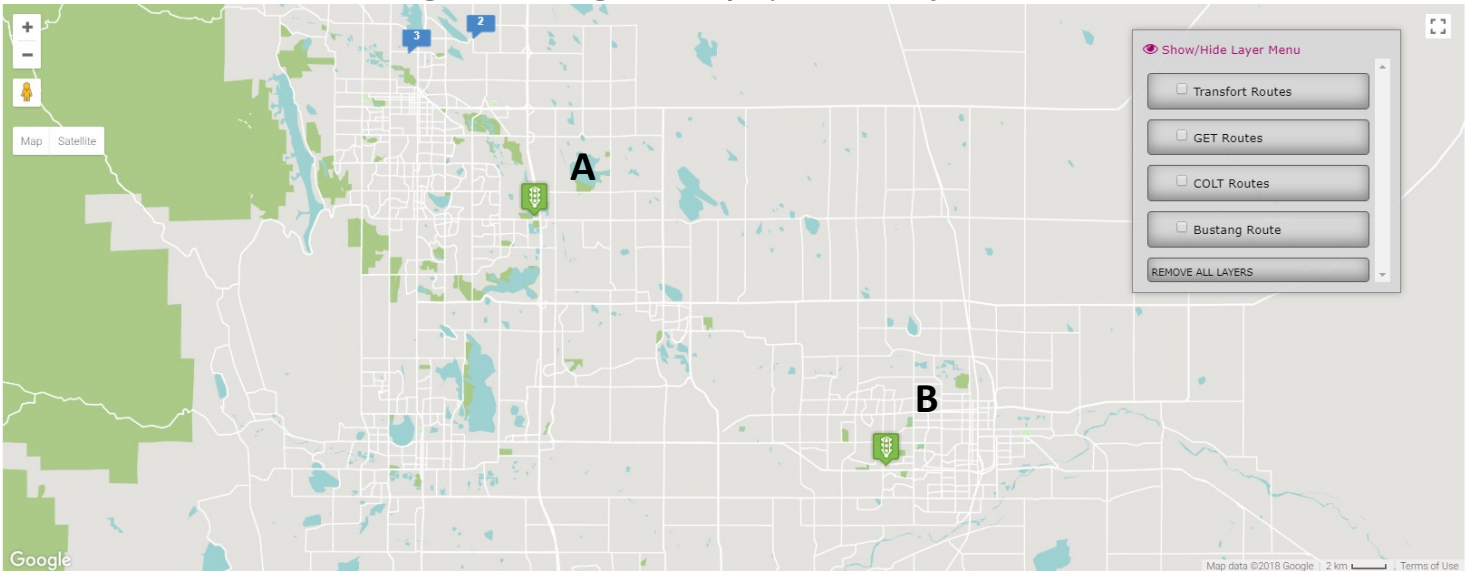 3
2
+
−
Map Satellite
A
B
Show/Hide Layer Menu
Transfort Routes
GET Routes
COLT Routes
Bustang Route
REMOVE ALL LAYERS
Google
Map data ©2018 Google 2 km Terms of Use